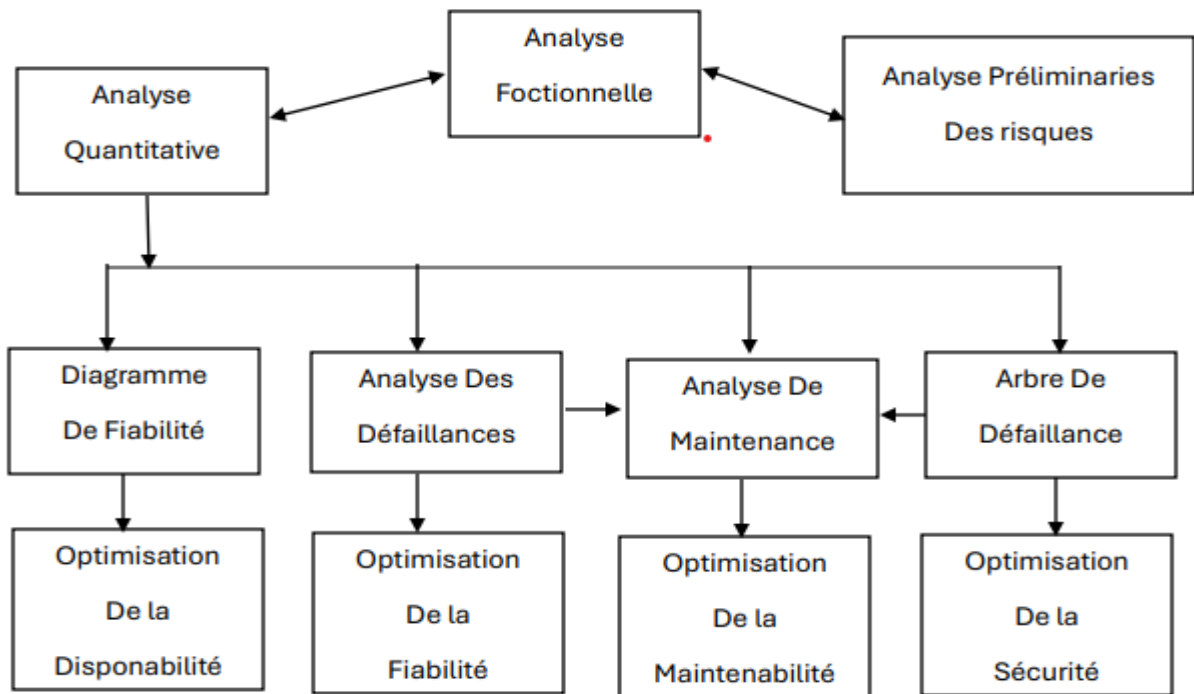 Analyse
Foctionnelle
Analyse
Quantitative
Analyse Préliminaries
Des risques
Diagramme
De Fiabilité
Analyse Des
Défaillances
Analyse De
Maintenance
Arbre De
Défaillance
Optimisation
De la
Disponabilité
Optimisation
De la
Fiabilité
Optimisation
De la
Maintenabilité
Optimisation
De la
Sécurité